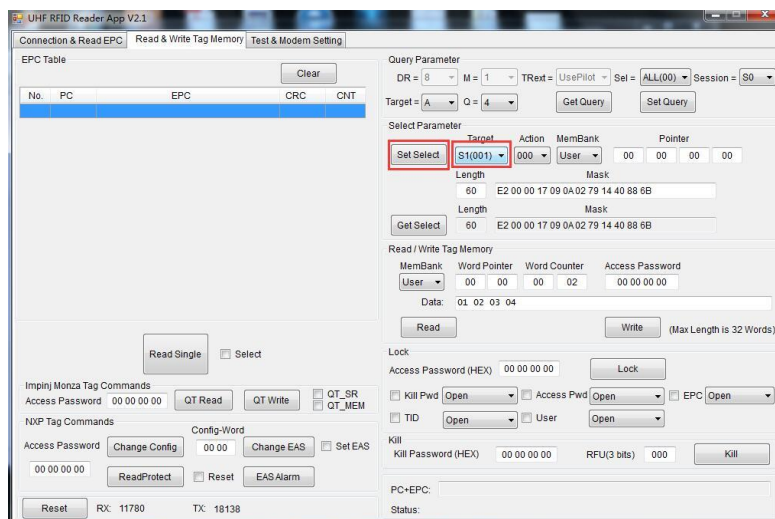 UHF RFID Reader App V2.1
Connection & Read EPC Read & Write Tag Memory Test & Modem Setting
EPC Table
Clear
No. PC EPC CRC CNT
Read Single Select
Impinj Monza Tag Commands
Access Password 00 00 00 00 QT Read QT Write QT_SR
QT_MEM
NXP Tag Commands
Config-Word
Access Password Change Config 00 00 Change EAS Set EAS
00 00 00 00 ReadProtect Reset EAS Alarm
Reset RX: 11780 TX: 18138
Query Parameter
DR = 8 M = 1 TRext = UsePilot Sel = ALL(00) Session = S0
Target = A Q = 4 Get Query Set Query
Select Parameter
Target Action MemBank Pointer
Set Select S1(001) 000 User 00 00 00 00
Length Mask
60 E2 00 00 17 09 0A 02 79 14 40 88 6B
Length Mask
Get Select 60 E2 00 00 17 09 0A 02 79 14 40 88 6B
Read / Write Tag Memory
MemBank Word Pointer Word Counter Access Password
User 00 00 00 02 00 00 00 00
Data: 01 02 03 04
Read Write (Max Length is 32 Words)
Lock
Access Password (HEX) 00 00 00 00 Lock
Kill Pwd Open Access Pwd Open EPC Open
TID Open User Open
Kill
Kill Password (HEX) 00 00 00 00 RFU(3 bits) 000 Kill
PC+EPC:
Status: